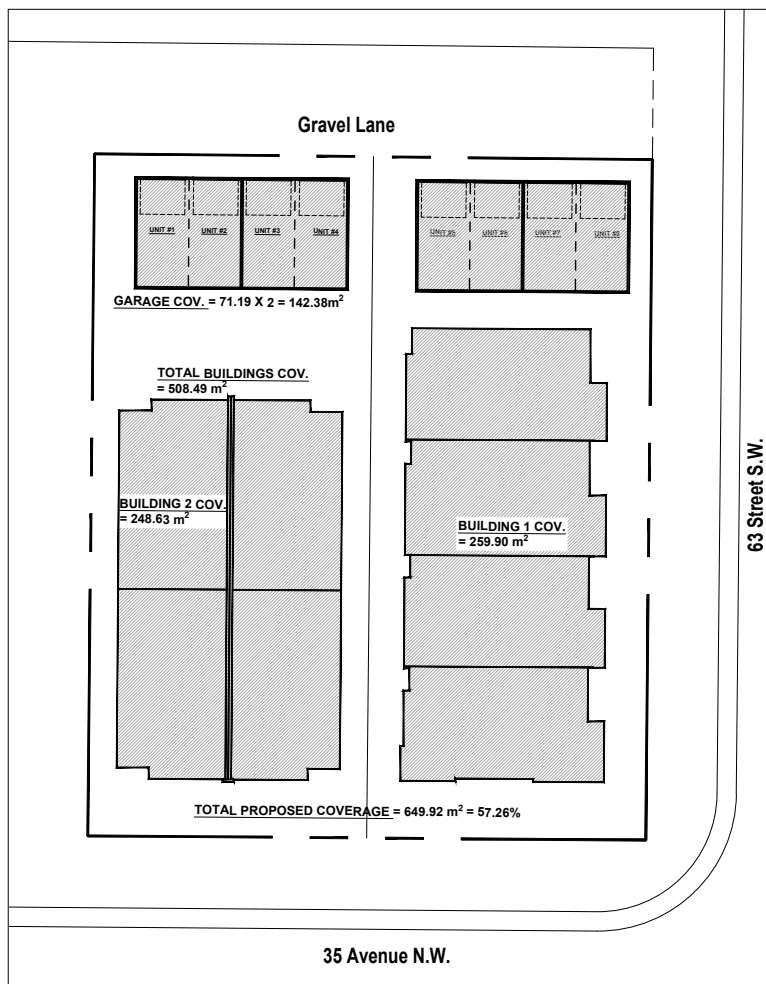 Gravel Lane
UNIT #1
UNIT #2
UNIT #3
UNIT #4
UNIT #5
UNIT #6
UNIT #7
UNIT #8
GARAGE COV. = 71.19 X 2 = 142.38m²
TOTAL BUILDINGS COV.
= 508.49 m²
BUILDING 2 COV.
= 248.63 m²
BUILDING 1 COV.
= 259.90 m²
63 Street S.W.
TOTAL PROPOSED COVERAGE = 649.92 m² = 57.26%
35 Avenue N.W.